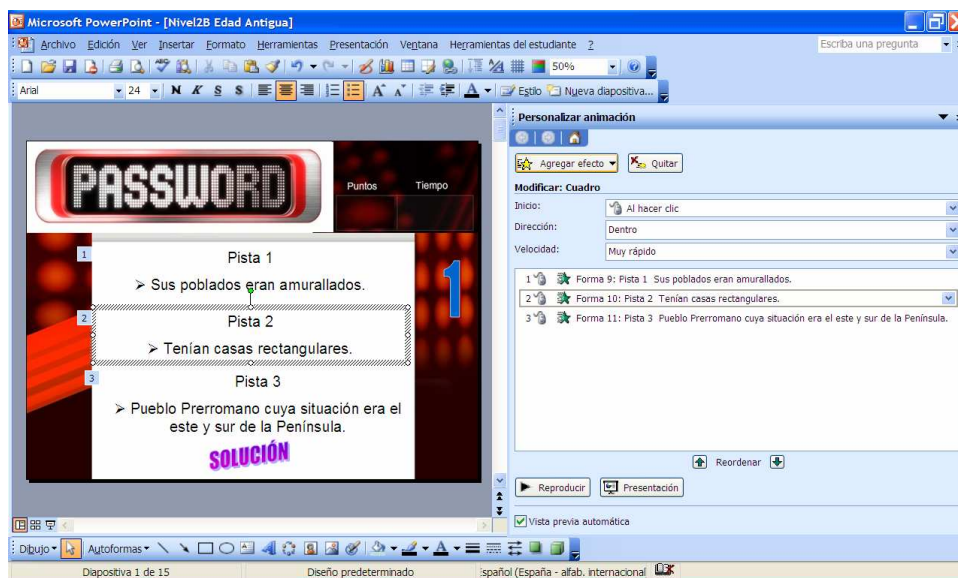 Microsoft PowerPoint - [Nivel2B Edad Antigua]
Archivo Edición Ver Insertar Formato Herramientas Presentación Ventana Herramientas del estudiante ? Escriba una pregunta
50%
Arial 24 N K S S A A A Estilo Nueva diapositiva...
Personalizar animación
Agregar efecto Quitar
Modificar: Cuadro
Inicio: Al hacer clic
Dirección: Dentro
Velocidad: Muy rápido
1 Forma 9: Pista 1 Sus poblados eran amurallados.
2 Forma 10: Pista 2 Tenían casas rectangulares.
3 Forma 11: Pista 3 Pueblo Prerromano cuya situación era el este y sur de la Península.
Reordenar
Reproducir Presentación
Vista previa automática
PASSWORD
Puntos Tiempo
1
1 Pista 1
Sus poblados eran amurallados.
2 Pista 2
Tenían casas rectangulares.
3 Pista 3
Pueblo Prerromano cuya situación era el
este y sur de la Península.
SOLUCIÓN
Dibujo Autoformas A
Diapositiva 1 de 15 Diseño predeterminado spañol (España - alfab. internacional